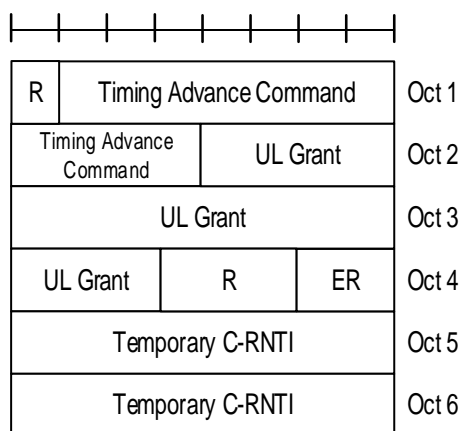 R Timing Advance Command Oct 1
Timing Advance
Command UL Grant Oct 2
UL Grant Oct 3
UL Grant R ER Oct 4
Temporary C-RNTI Oct 5
Temporary C-RNTI Oct 6